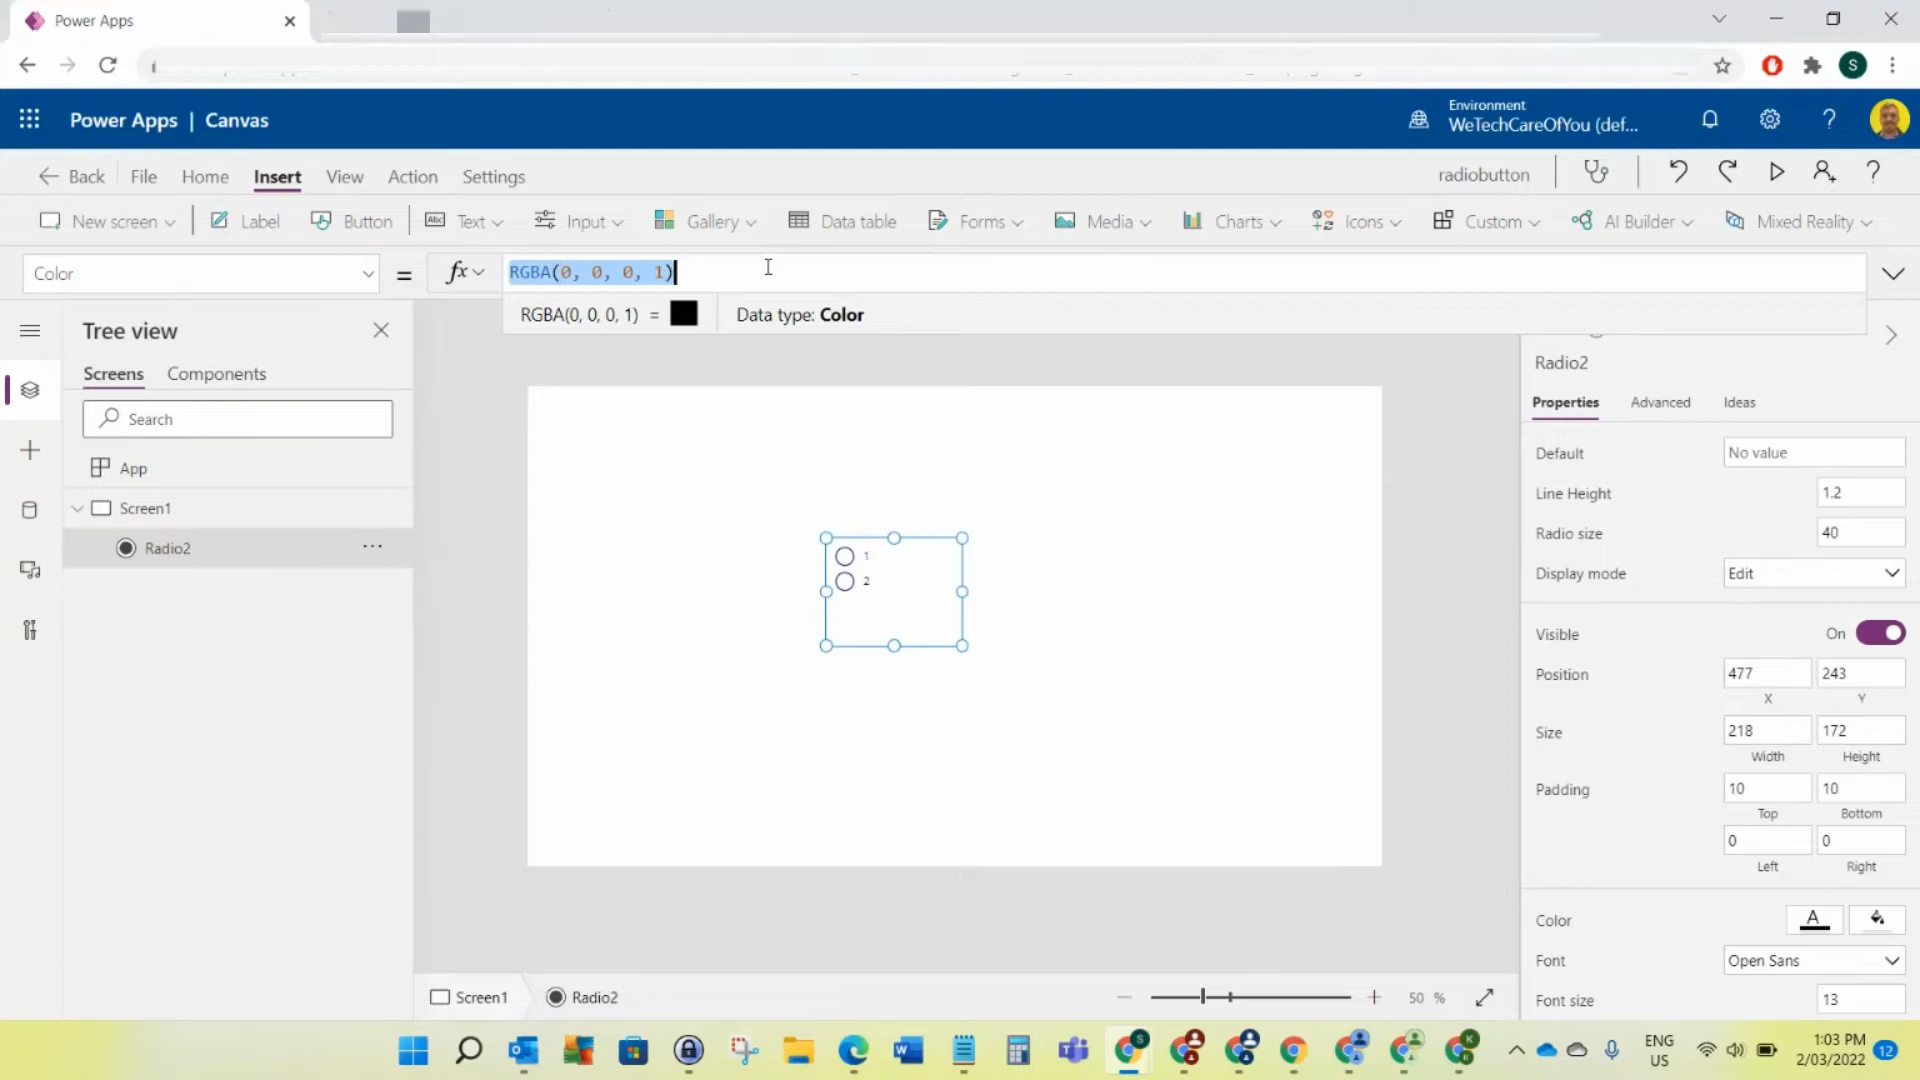 Power Apps
S
Power Apps | Canvas
Environment
WeTechCareOfYou (def...
?
Back File Home Insert View Action Settings
radiobutton
?
New screen Label Button Abc Text Input Gallery Data table Forms Media Charts Icons Custom AI Builder Mixed Reality
Color = fx RGBA(0, 0, 0, 1)
RGBA(0, 0, 0, 1) = Data type: Color
Tree view
Screens Components
Search
App
Screen1
Radio2 ...
1
2
Radio2
Properties Advanced Ideas
Default No value
Line Height 1.2
Radio size 40
Display mode Edit
Visible On
Position 477 243
X Y
Size 218 172
Width Height
Padding 10 10
Top Bottom
0 0
Left Right
Color A
Font Open Sans
Font size 13
Screen1 Radio2
50 %
ENG
US
1:03 PM
2/03/2022
12